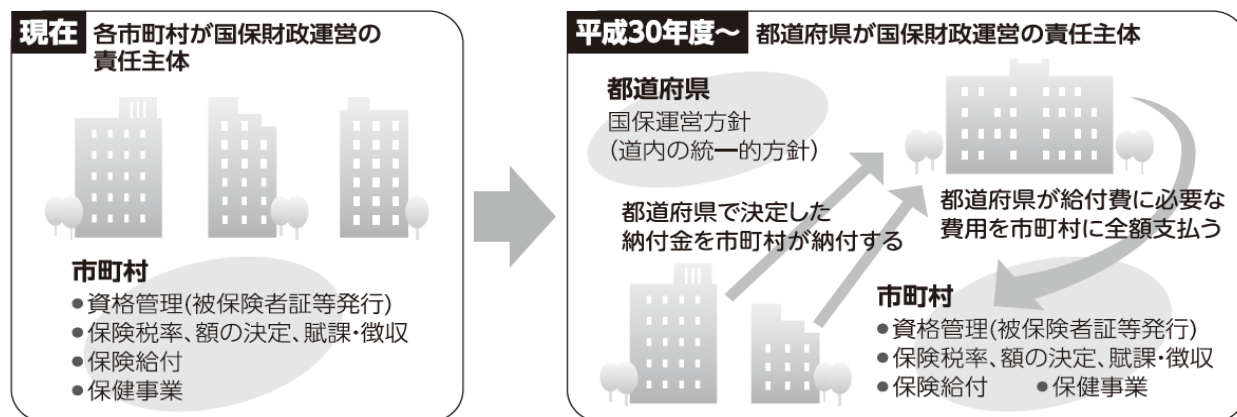 現在 各市町村が国保財政運営の
責任主体
市町村
●資格管理(被保険者証等発行)
●保険税率、額の決定、賦課・徴収
●保険給付
●保健事業
平成30年度～ 都道府県が国保財政運営の責任主体
都道府県
国保運営方針
(道内の統一的方針)
都道府県で決定した
納付金を市町村が納付する
都道府県が給付費に必要な
費用を市町村に全額支払う
市町村
●資格管理(被保険者証等発行)
●保険税率、額の決定、賦課・徴収
●保険給付 ●保健事業